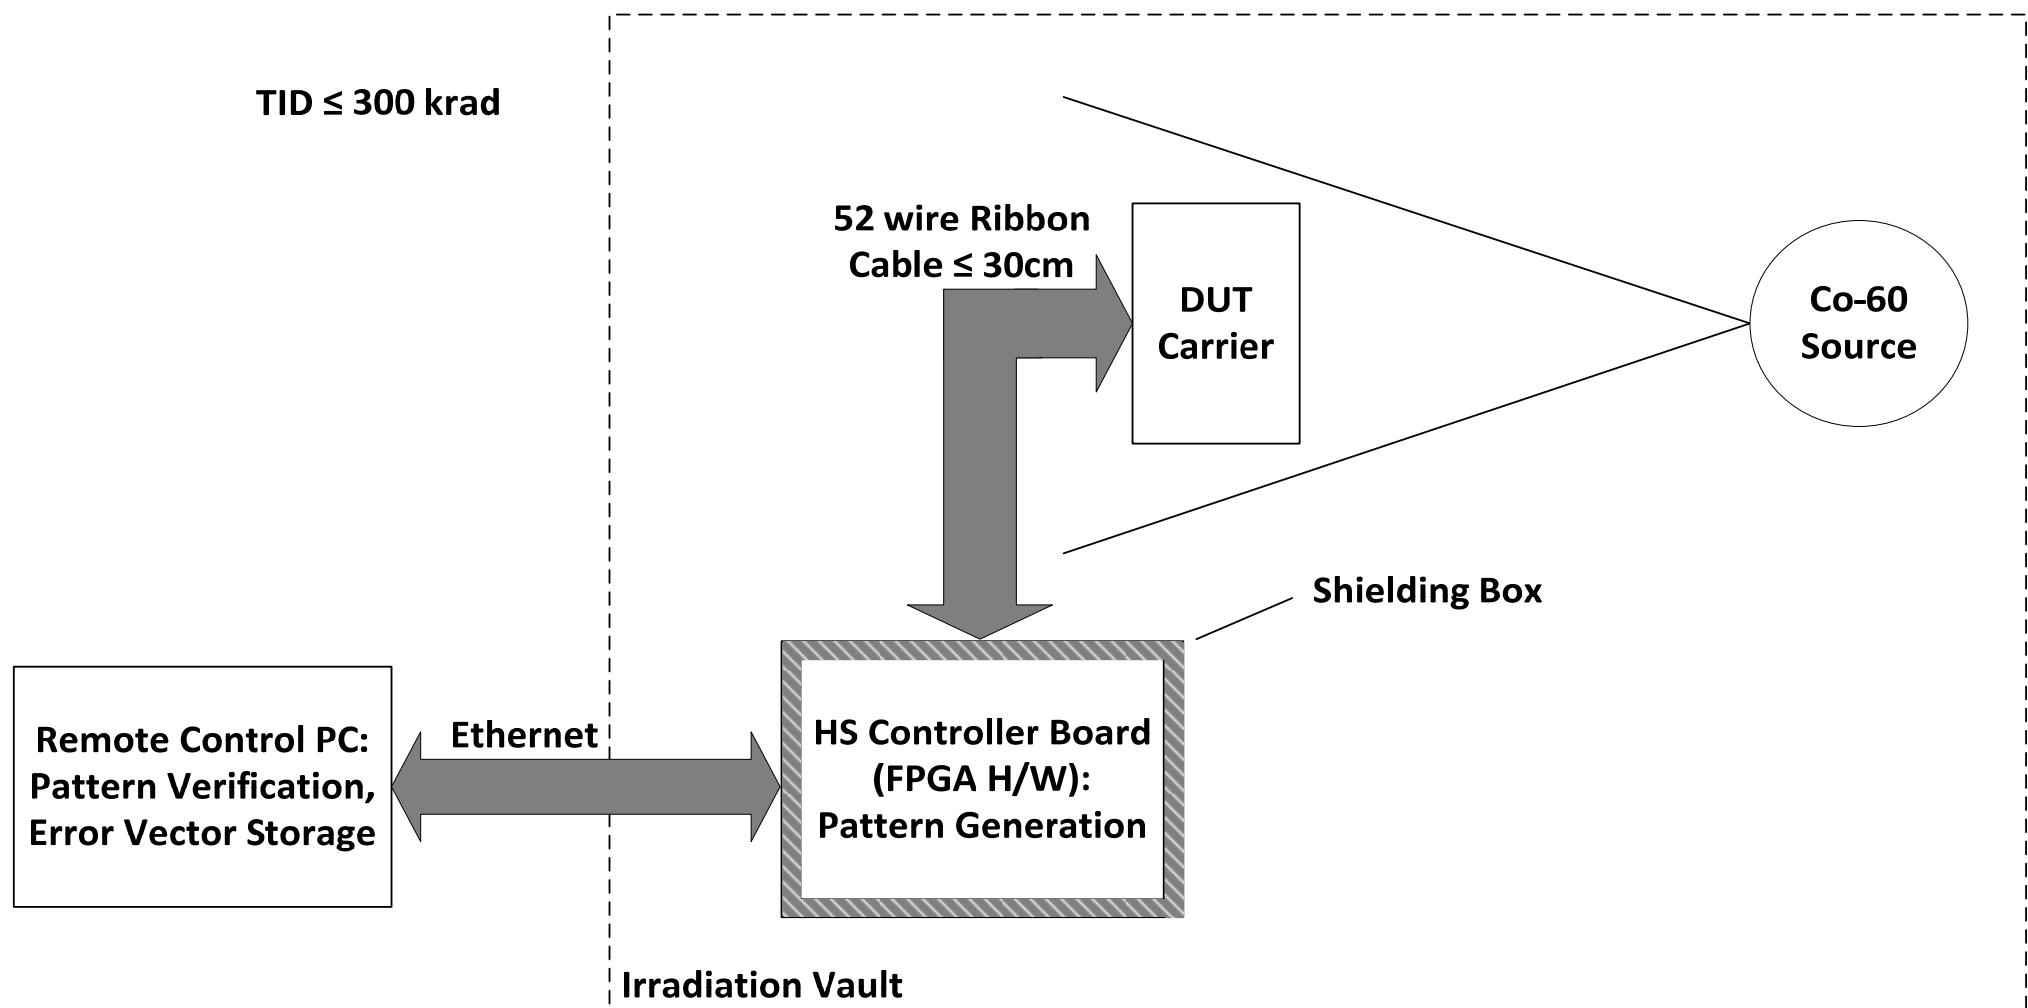 TID ≤ 300 krad
52 wire Ribbon
Cable ≤ 30cm
DUT
Carrier
Co-60
Source
Shielding Box
Remote Control PC:
Pattern Verification,
Error Vector Storage
Ethernet
HS Controller Board
(FPGA H/W):
Pattern Generation
Irradiation Vault